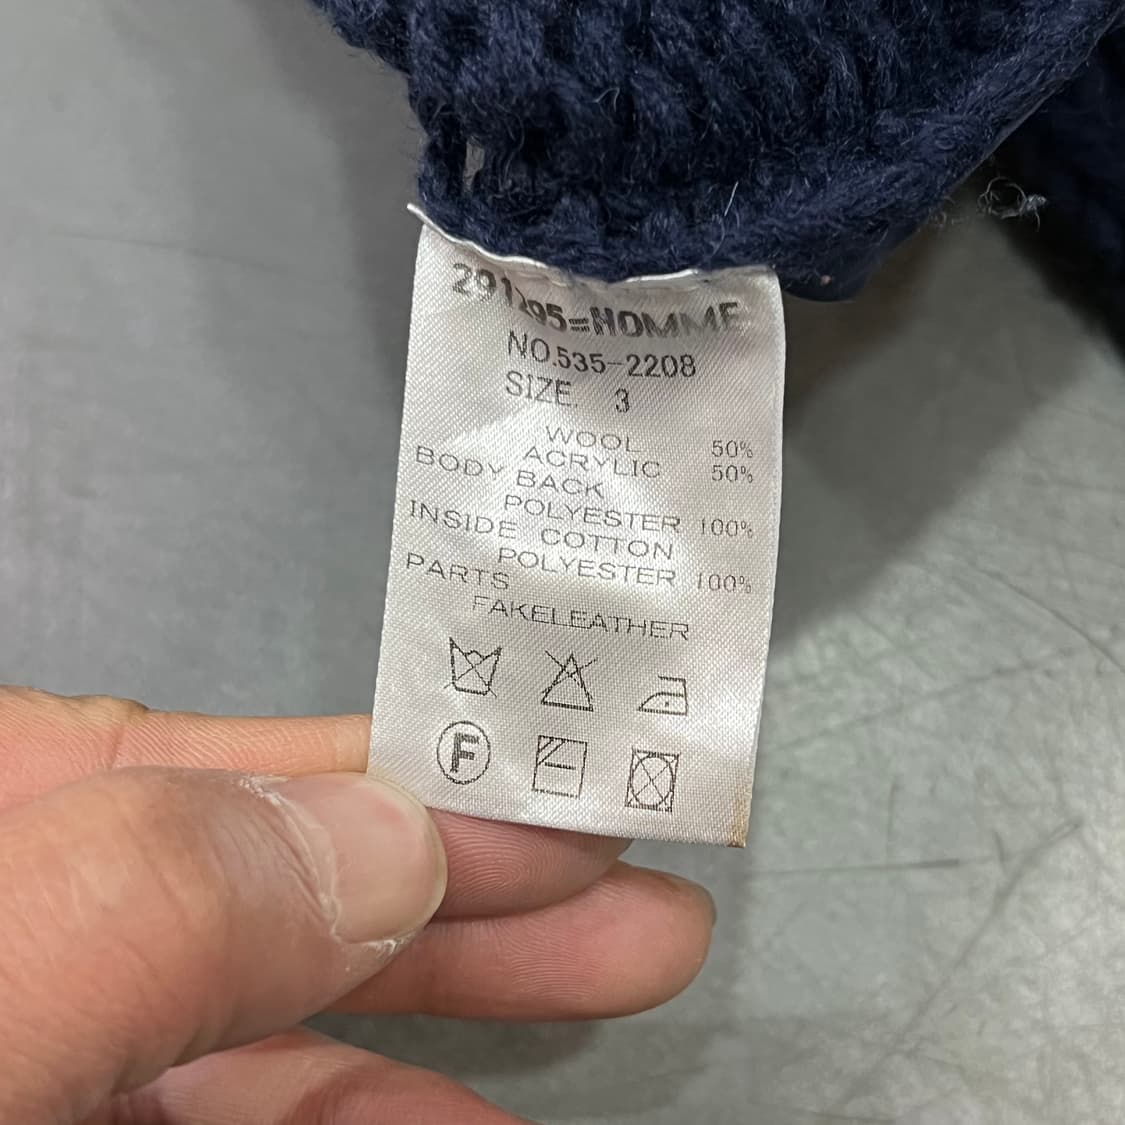 291295=HOMME
NO.535-2208
SIZE. 3
WOOL 50%
ACRYLIC 50%
BODY BACK
POLYESTER 100%
INSIDE COTTON
POLYESTER 100%
PARTS
FAKELEATHER
F